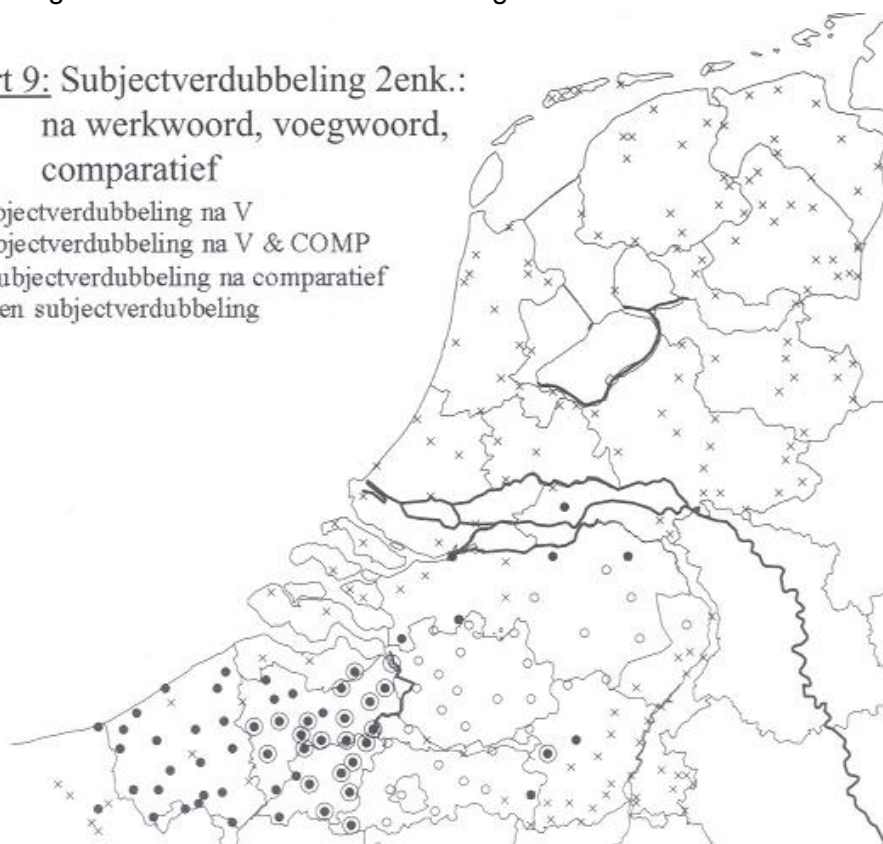 rt 9: Subjectverdubbeling 2enk.:
na werkwoord, voegwoord,
comparatief
bjectverdubbeling na V
bjectverdubbeling na V & COMP
ubjectverdubbeling na comparatief
en subjectverdubbeling